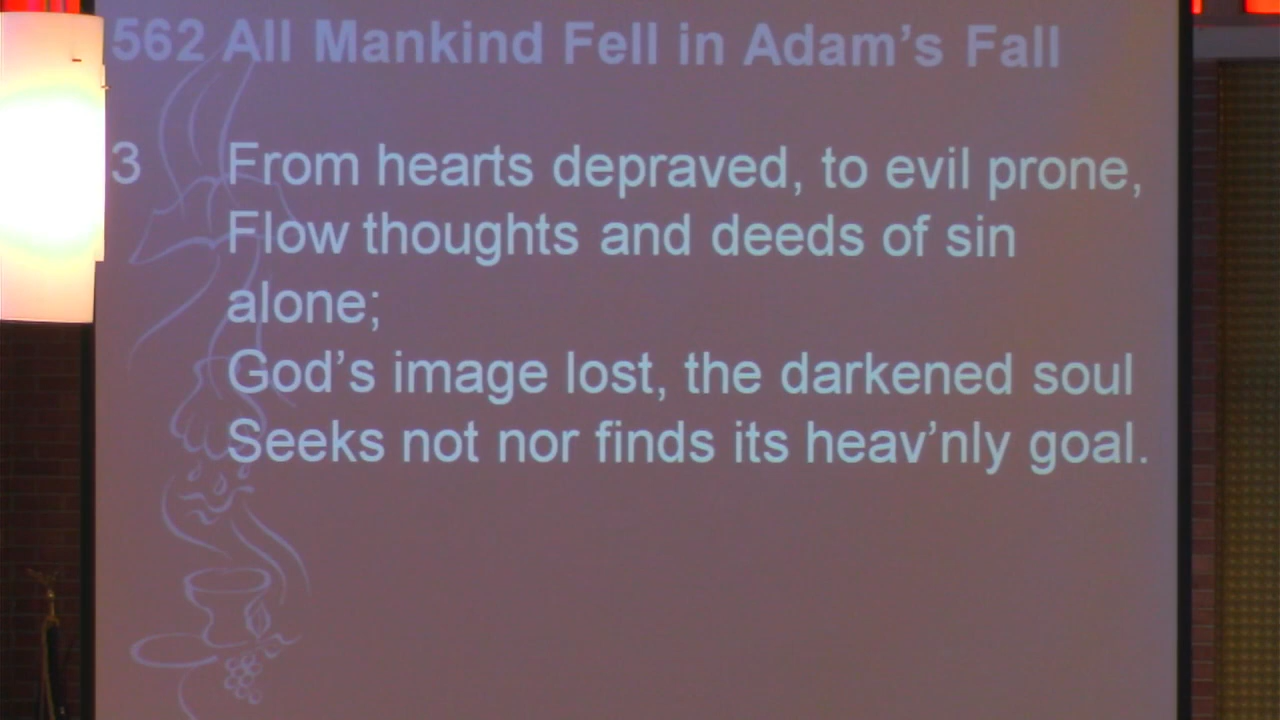 562 All Mankind Fell in Adam’s Fall
3 From hearts depraved, to evil prone,
Flow thoughts and deeds of sin
alone;
God’s image lost, the darkened soul
Seeks not nor finds its heav’nly goal.